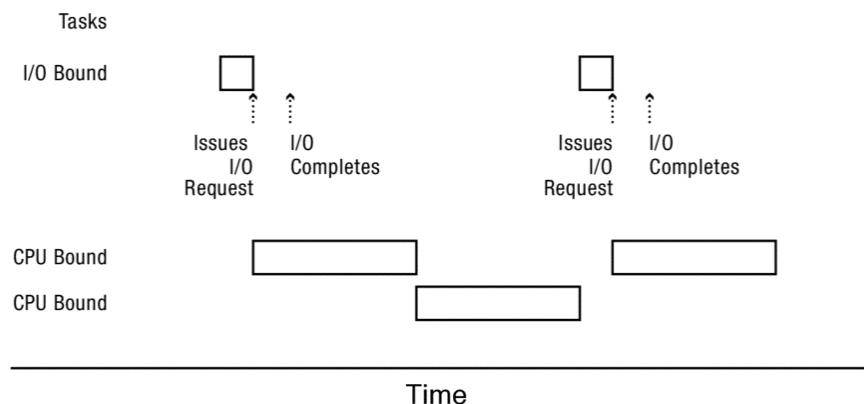 Tasks
I/O Bound
Issues I/O Request
I/O Completes
Issues I/O Request
I/O Completes
CPU Bound
CPU Bound
Time